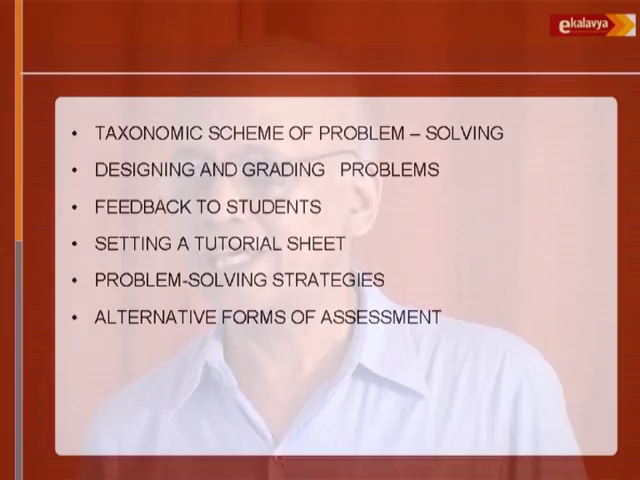 ekalavya
• TAXONOMIC SCHEME OF PROBLEM – SOLVING
• DESIGNING AND GRADING PROBLEMS
• FEEDBACK TO STUDENTS
• SETTING A TUTORIAL SHEET
• PROBLEM-SOLVING STRATEGIES
• ALTERNATIVE FORMS OF ASSESSMENT